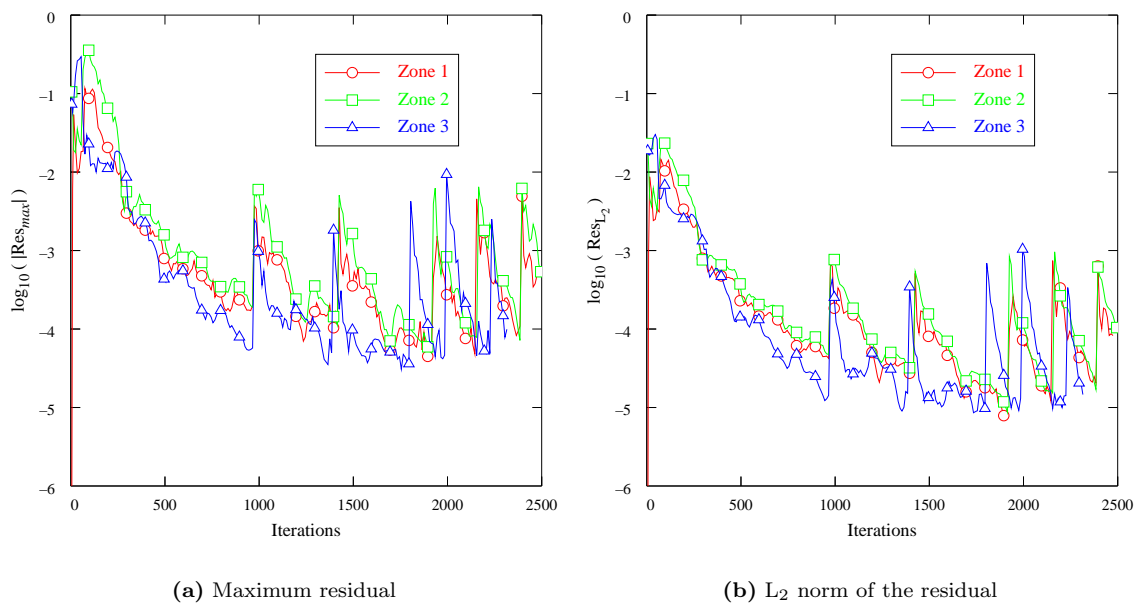 0
−1
−2
−3
−4
−5
−6
log10(|Resmax|)
0
500
1000
1500
2000
2500
Iterations
Zone 1
Zone 2
Zone 3
(a) Maximum residual
0
−1
−2
−3
−4
−5
−6
log10(ResL2)
0
500
1000
1500
2000
2500
Iterations
Zone 1
Zone 2
Zone 3
(b) L2 norm of the residual